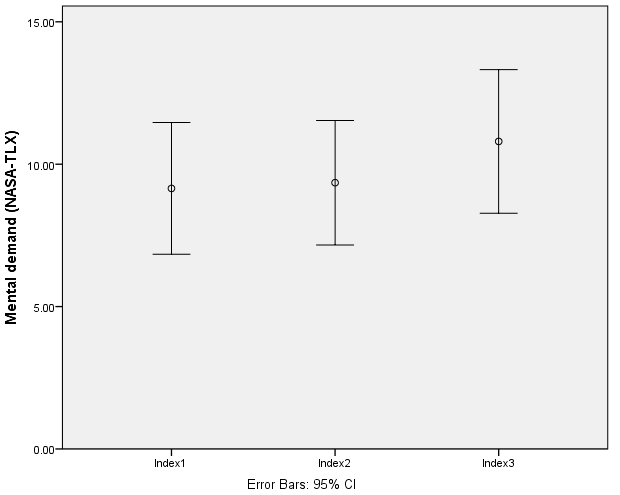 15.00
10.00
5.00
0.00
Mental demand (NASA-TLX)
Index1
Index2
Index3
Error Bars: 95% CI